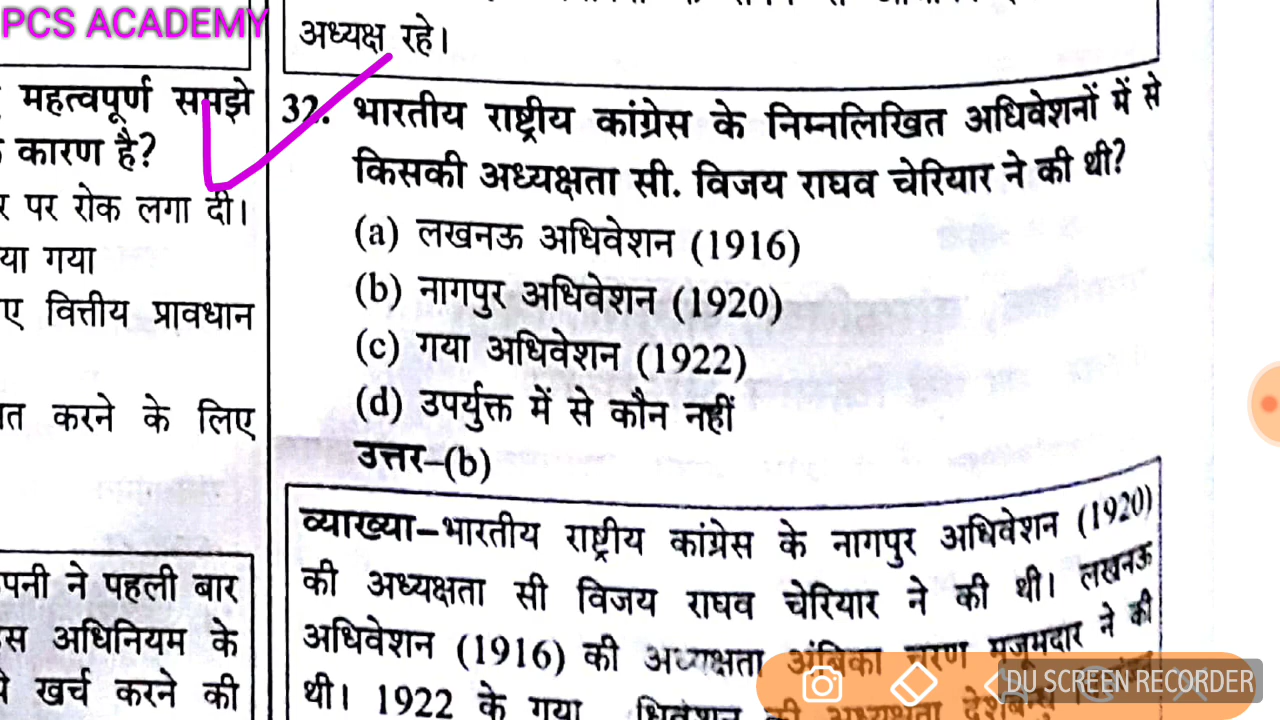 PCS ACADEMY
अध्यक्ष रहे।
महत्वपूर्ण समझे
कारण है?
र पर रोक लगा दी।
या गया
ए वित्तीय प्रावधान
त करने के लिए
पनी ने पहली बार
स अधिनियम के
खर्च करने की
32. भारतीय राष्ट्रीय कांग्रेस के निम्नलिखित अधिवेशनों में से
किसकी अध्यक्षता सी. विजय राघव चेरियार ने की थी?
(a) लखनऊ अधिवेशन (1916)
(b) नागपुर अधिवेशन (1920)
(c) गया अधिवेशन (1922)
(d) उपर्युक्त में से कौन नहीं
उत्तर–(b)
व्याख्या–भारतीय राष्ट्रीय कांग्रेस के नागपुर अधिवेशन (1920)
की अध्यक्षता सी विजय राघव चेरियार ने की थी। लखनऊ
अधिवेशन (1916) की अध्यक्षता अंबिका चरण मजूमदार ने की
थी। 1922 के गया की अध्यक्षता
DU SCREEN RECORDER